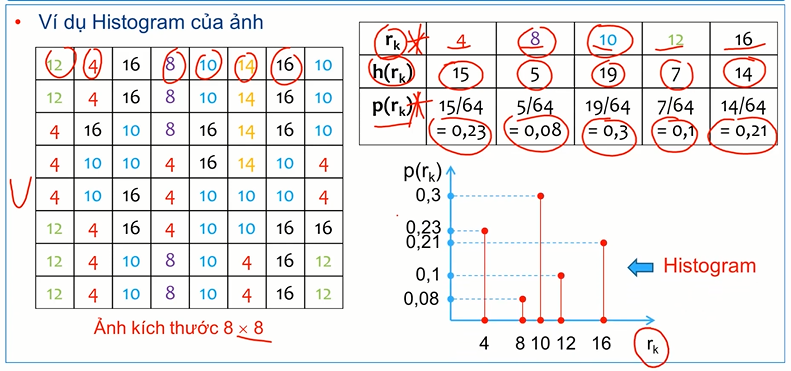 • Ví dụ Histogram của ảnh
12 4 16 8 10 14 16 10
12 4 16 8 10 14 16 10
4 16 10 8 16 14 16 10
4 10 10 4 16 14 10 4
4 10 16 4 10 10 10 4
12 4 16 4 10 10 16 16
12 4 10 8 10 4 16 12
12 4 10 8 10 4 16 12
Ảnh kích thước 8 × 8
rk 4 8 10 12 16
h(rk) 15 5 19 7 14
p(rk) 15/64 5/64 19/64 7/64 14/64
= 0,23 = 0,08 = 0,3 = 0,1 = 0,21
p(rk)
0,3
0,23
0,21
0,1
0,08
4 8 10 12 16 rk
Histogram